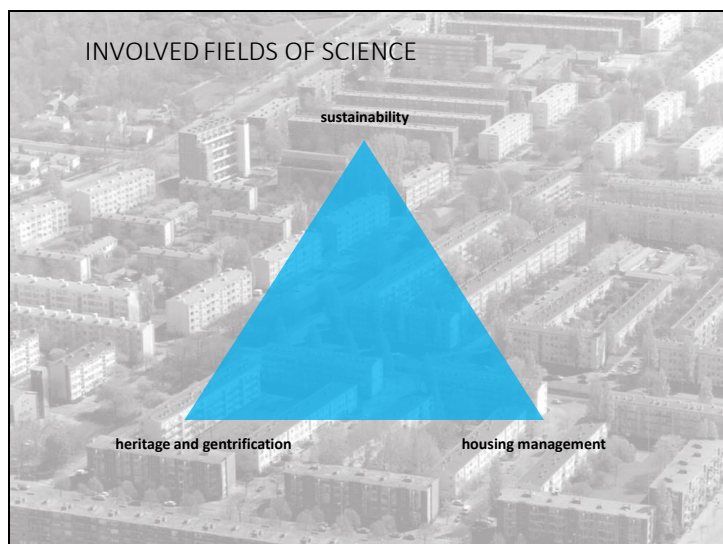 INVOLVED FIELDS OF SCIENCE
sustainability
heritage and gentrification
housing management